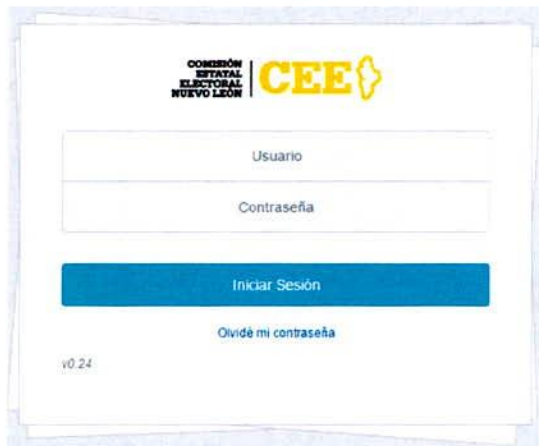 COMISIÓN
ESTATAL
ELECTORAL
NUEVO LEÓN
CEE
Usuario
Contraseña
Iniciar Sesión
Olvidé mi contraseña
v0.24